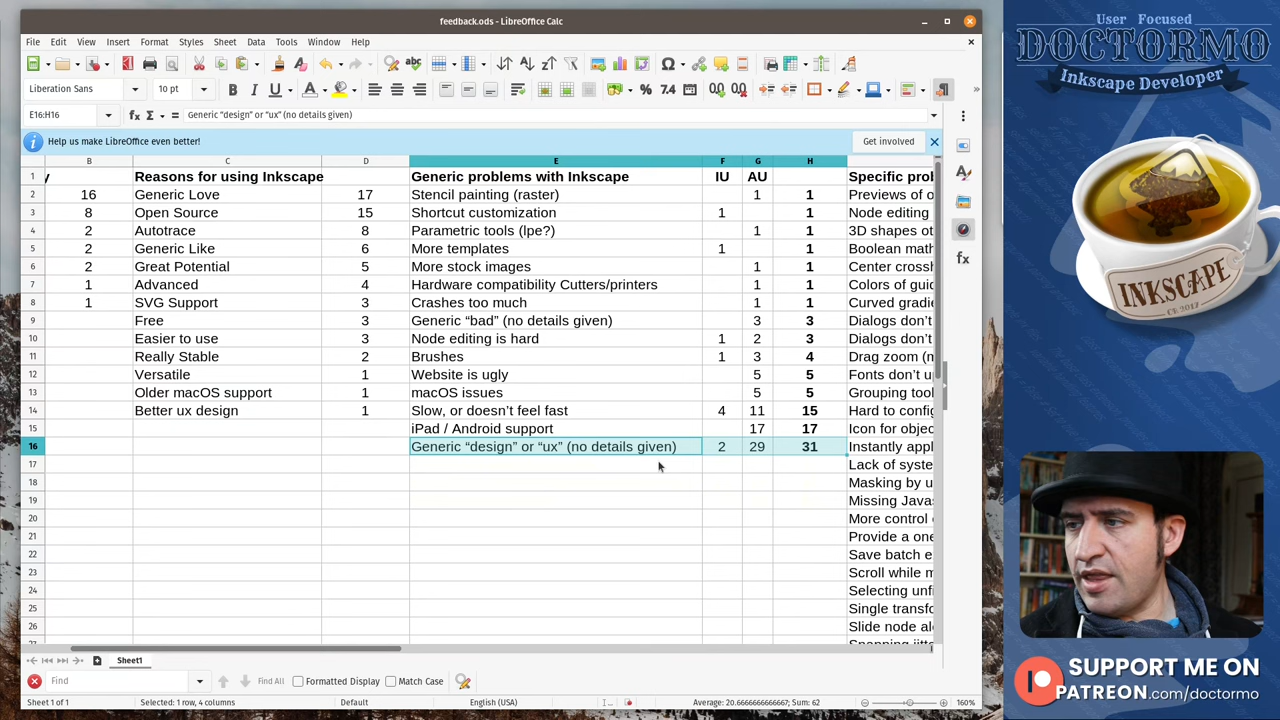 feedback.ods - LibreOffice Calc
File Edit View Insert Format Styles Sheet Data Tools Window Help
Liberation Sans 10 pt
E16:H16 Generic “design” or “ux” (no details given)
Help us make LibreOffice even better! Get involved
B C D E F G H
1 y Reasons for using Inkscape Generic problems with Inkscape IU AU Specific prob
2 16 Generic Love 17 Stencil painting (raster) 1 1 Previews of o
3 8 Open Source 15 Shortcut customization 1 1 Node editing
4 2 Autotrace 8 Parametric tools (lpe?) 1 1 3D shapes ot
5 2 Generic Like 6 More templates 1 1 Boolean math
6 2 Great Potential 5 More stock images 1 1 Center crossh
7 1 Advanced 4 Hardware compatibility Cutters/printers 1 1 Colors of guid
8 1 SVG Support 3 Crashes too much 1 1 Curved gradie
9 Free 3 Generic “bad” (no details given) 3 3 Dialogs don’t
10 Easier to use 3 Node editing is hard 1 2 3 Dialogs don’t
11 Really Stable 2 Brushes 1 3 4 Drag zoom (m
12 Versatile 1 Website is ugly 5 5 Fonts don’t u
13 Older macOS support 1 macOS issues 5 5 Grouping tool
14 Better ux design 1 Slow, or doesn’t feel fast 4 11 15 Hard to config
15 iPad / Android support 17 17 Icon for objec
16 Generic “design” or “ux” (no details given) 2 29 31 Instantly appl
17 Lack of syste
18 Masking by u
19 Missing Javas
20 More control
21 Provide a one
22 Save batch e
23 Scroll while m
24 Selecting unfi
25 Single transfo
26 Slide node al
Sheet1
Find Find All Formatted Display Match Case
Sheet 1 of 1 Selected: 1 row, 4 columns Default English (USA) Average: 20.6666666666667; Sum: 62 160%
User Focused
DOCTORMO
Inkscape Developer
INKSCAPE
SUPPORT ME ON
PATREON.com/doctormo